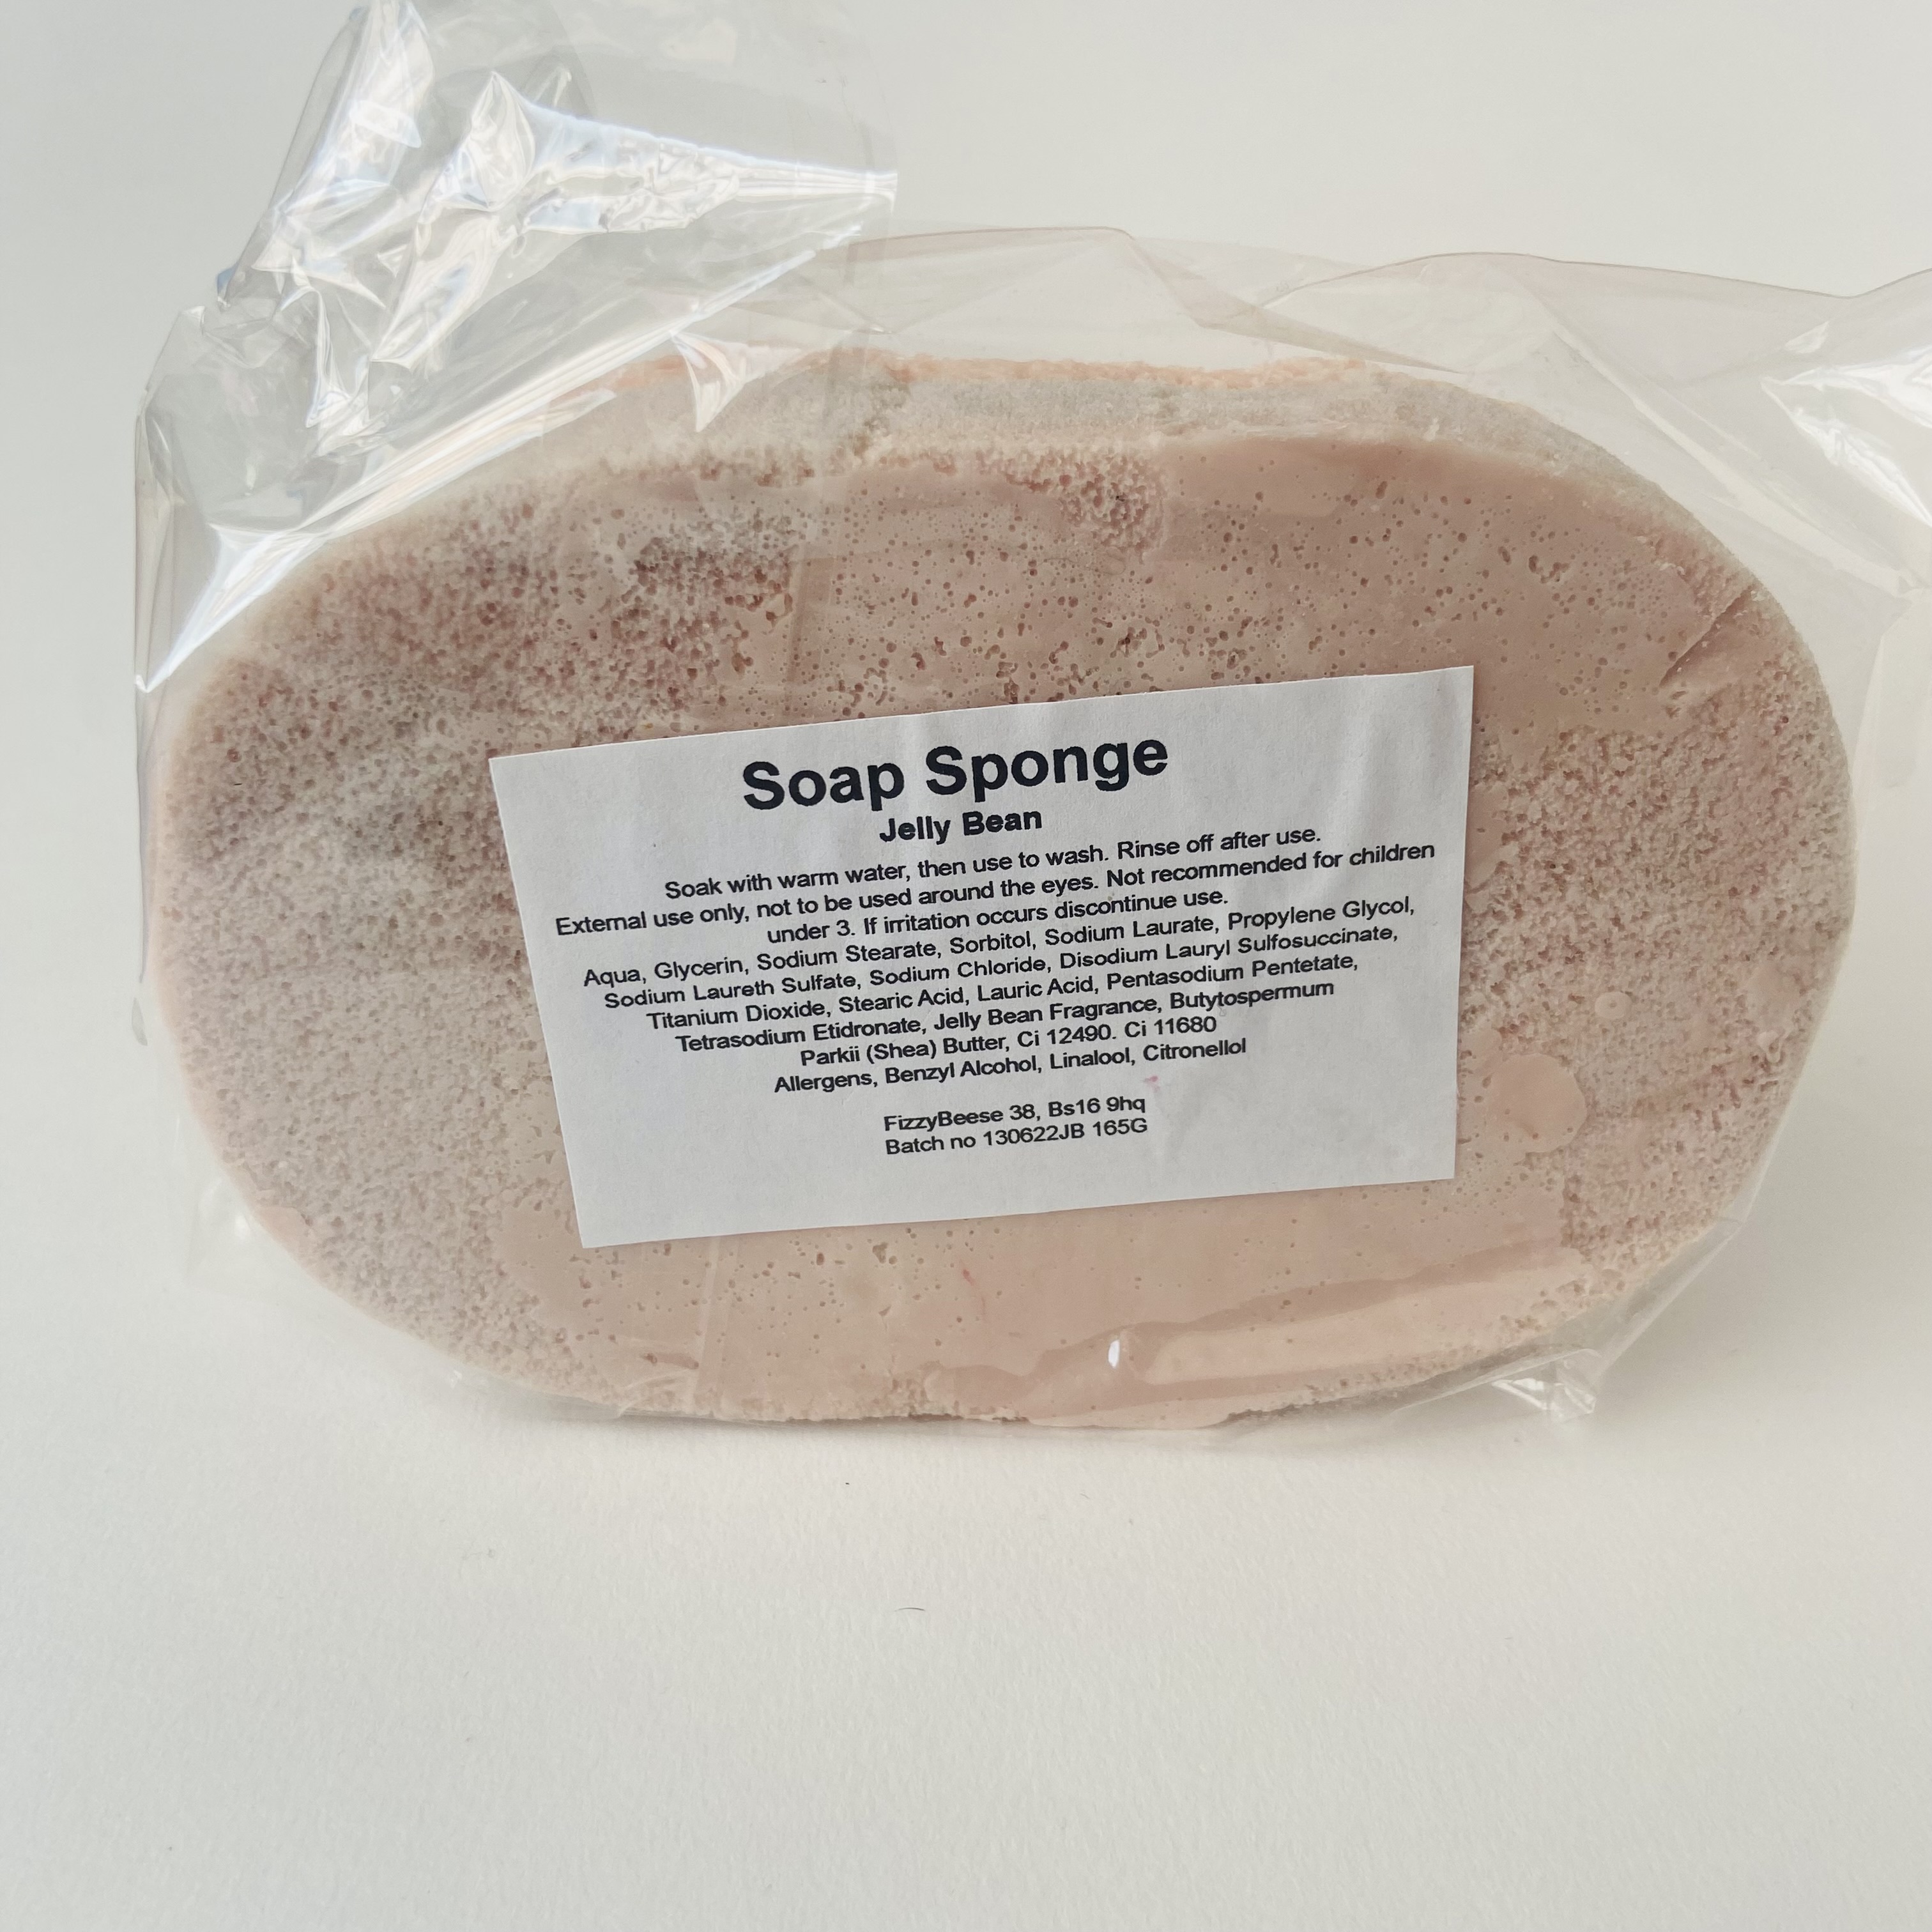 Soap Sponge
Jelly Bean
Soak with warm water, then use to wash. Rinse off after use.
External use only, not to be used around the eyes. Not recommended for children
under 3. If irritation occurs discontinue use.
Aqua, Glycerin, Sodium Stearate, Sorbitol, Sodium Laurate, Propylene Glycol,
Sodium Laureth Sulfate, Sodium Chloride, Disodium Lauryl Sulfosuccinate,
Titanium Dioxide, Stearic Acid, Lauric Acid, Pentasodium Pentetate,
Tetrasodium Etidronate, Jelly Bean Fragrance, Butytospermum
Parkii (Shea) Butter, Ci 12490. Ci 11680
Allergens, Benzyl Alcohol, Linalool, Citronellol
FizzyBeese 38, Bs16 9hq
Batch no 130622JB 165G